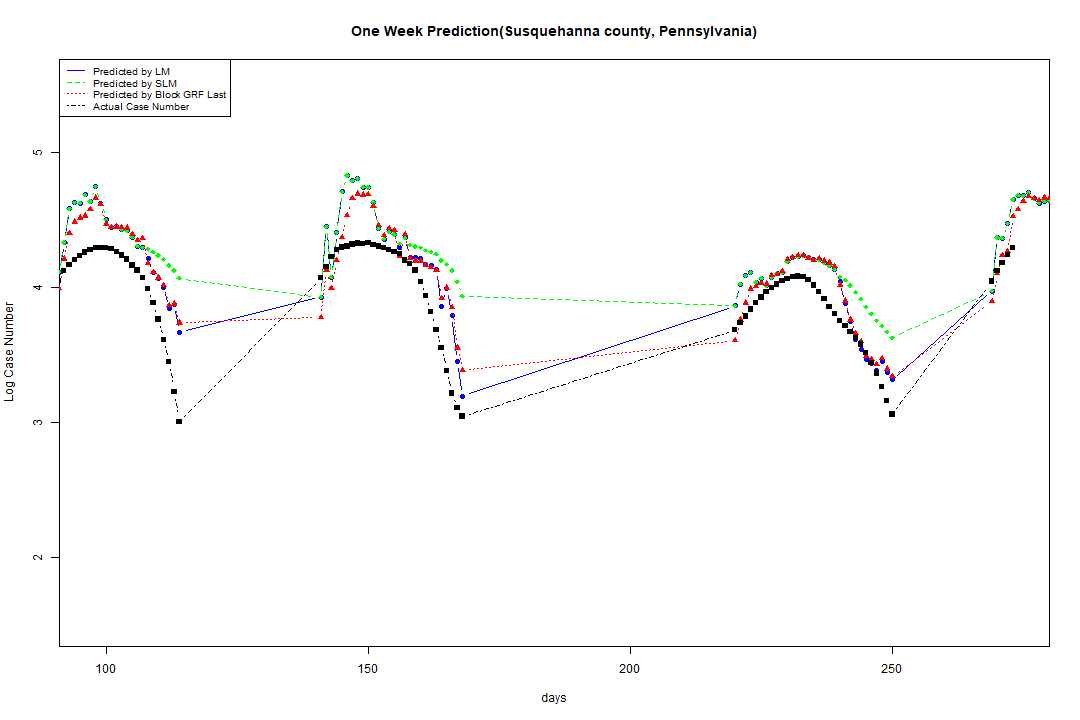 One Week Prediction(Susquehanna county, Pennsylvania)
Predicted by LM
Predicted by SLM
Predicted by Block GRF Last
Actual Case Number
5
4
3
2
Log Case Number
100 150 200 250
days